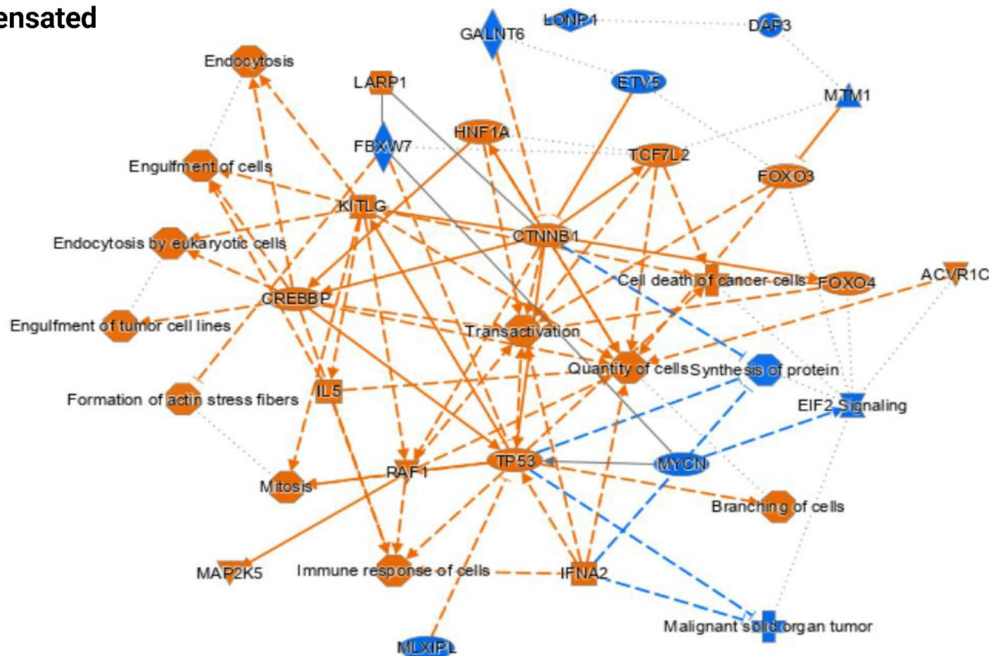 ensated
LONP1
DAP3
GALNT6
Endocytosis
LARP1
ETV5
MTM1
HNF1A
FBXW7
TCF7L2
Engulfment of cells
FOXO3
KITLG
CTNNB1
Endocytosis by eukaryotic cells
ACVR1C
Cell death of cancer cells
FOXO4
CREBBP
Engulfment of tumor cell lines
Transactivation
Quantity of cells
Synthesis of protein
IL5
Formation of actin stress fibers
EIF2 Signaling
TP53
MYCN
RAF1
Mitosis
Branching of cells
MAP2K5
Immune response of cells
IFNA2
Malignant solid organ tumor
MLXIPL